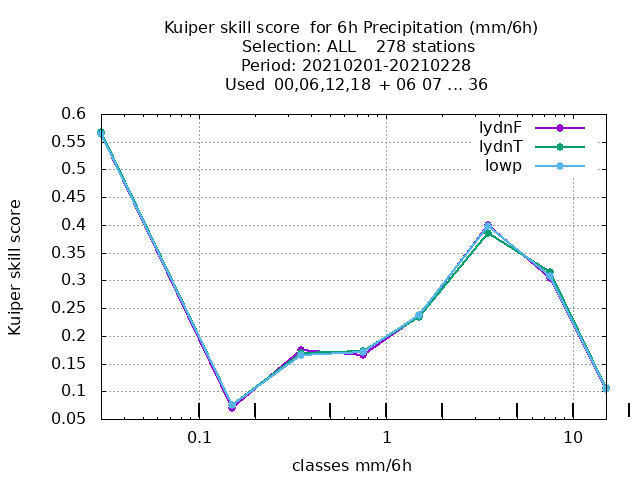 Kuiper skill score  for 6h Precipitation (mm/6h)
Selection: ALL    278 stations
Period: 20210201-20210228
Used  00,06,12,18  + 06 07 ... 36
lydnF
lydnT
lowp
Kuiper skill score
0.6
0.55
0.5
0.45
0.4
0.35
0.3
0.25
0.2
0.15
0.1
0.05
0.1 1 10
classes mm/6h